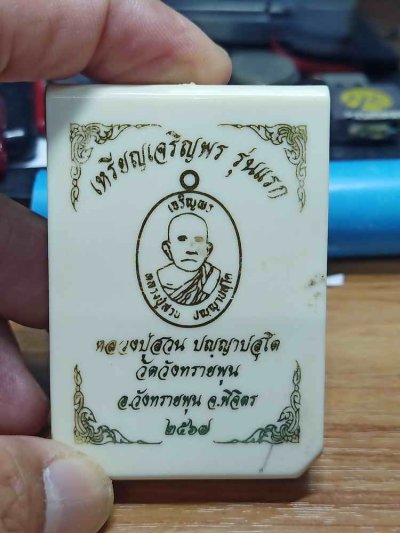 เหรียญเจริญพร รุ่นแรก
เจริญพร
หลวงปู่สวน ปญฺญาปสุโต
หลวงปู่สวน ปญฺญาปสุโต
วัดวังทรายพูน
อ.วังทรายพูน จ.พิจิตร
๒๕๖๗